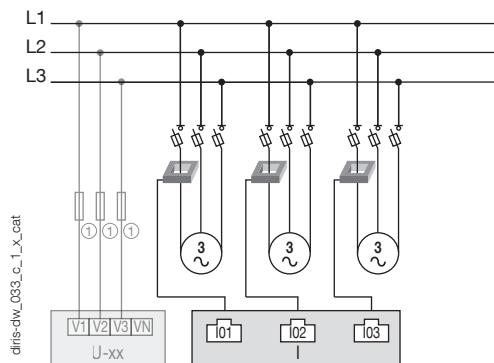 L1
L2
L3
1 1 1
3 ~ 3 ~ 3 ~
V1 V2 V3 VN
U-xx
I01 I02 I03
I
diris-dw_033_c_1_x_cat